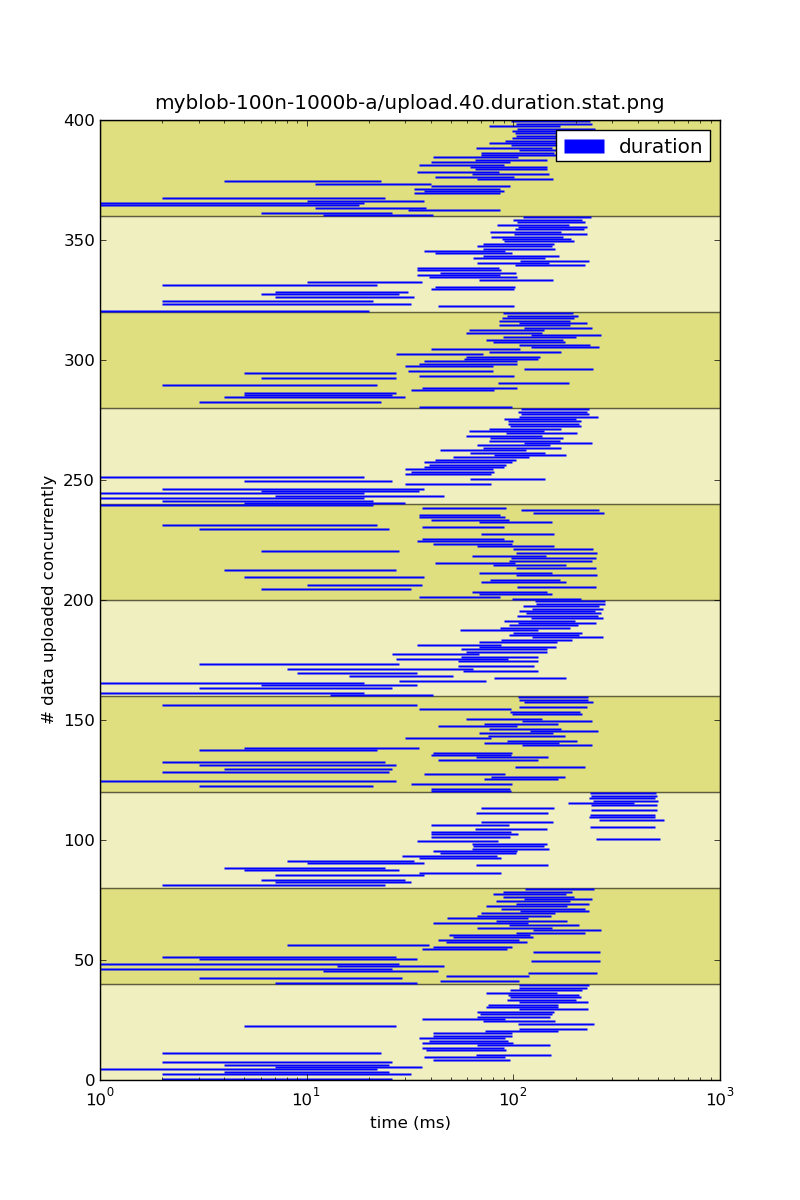 myblob-100n-1000b-a/upload.40.duration.stat.png
duration
400
350
300
250
200
150
100
50
0
# data uploaded concurrently
10^0 10^1 10^2 10^3
time (ms)